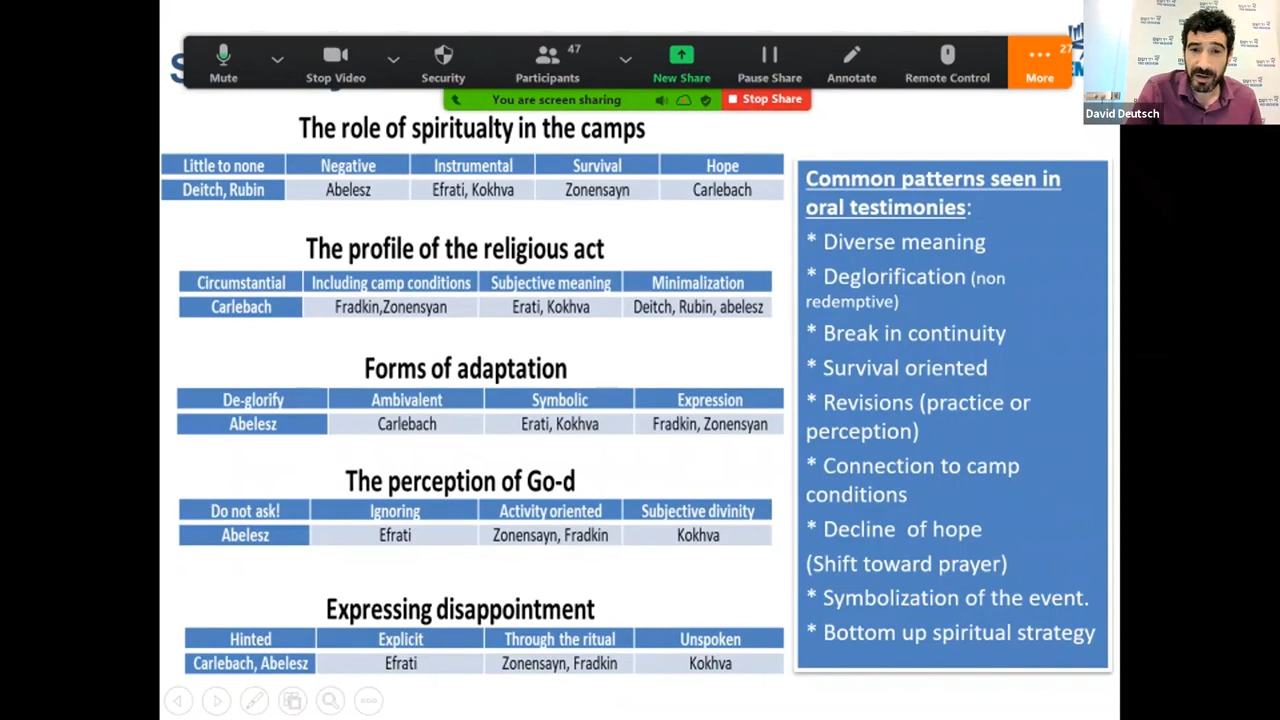 47
27
Mute
Stop Video
Security
Participants
New Share
Pause Share
Annotate
Remote Control
More
You are screen sharing
Stop Share
David Deutsch
S
EN
The role of spiritualty in the camps
Little to none Negative Instrumental Survival Hope
Deitch, Rubin Abelesz Efrati, Kokhva Zonensayn Carlebach
The profile of the religious act
Circumstantial Including camp conditions Subjective meaning Minimalization
Carlebach Fradkin,Zonensyan Erati, Kokhva Deitch, Rubin, abelesz
Forms of adaptation
De-glorify Ambivalent Symbolic Expression
Abelesz Carlebach Erati, Kokhva Fradkin, Zonensyan
The perception of Go-d
Do not ask! Ignoring Activity oriented Subjective divinity
Abelesz Efrati Zonensayn, Fradkin Kokhva
Expressing disappointment
Hinted Explicit Through the ritual Unspoken
Carlebach, Abelesz Efrati Zonensayn, Fradkin Kokhva
Common patterns seen in
oral testimonies:
* Diverse meaning
* Deglorification (non
redemptive)
* Break in continuity
* Survival oriented
* Revisions (practice or
perception)
* Connection to camp
conditions
* Decline of hope
(Shift toward prayer)
* Symbolization of the event.
* Bottom up spiritual strategy